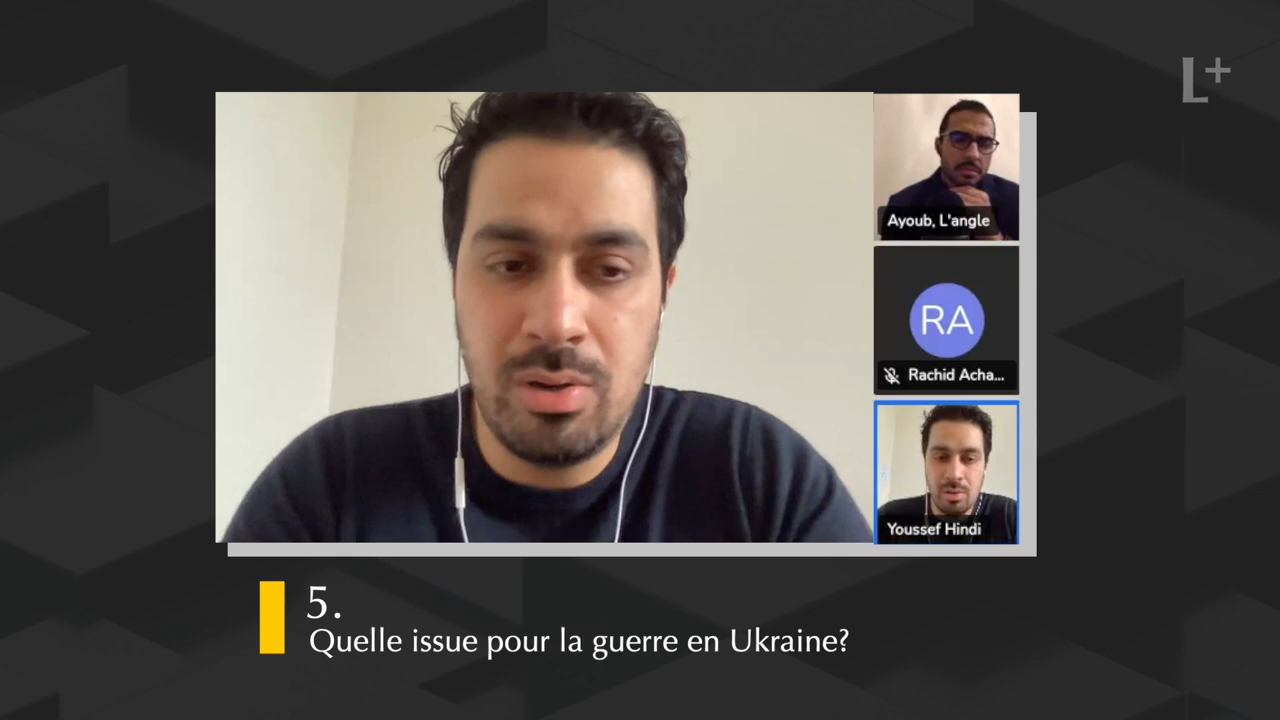 L+
Ayoub, L'angle
RA
Rachid Acha...
Youssef Hindi
5.
Quelle issue pour la guerre en Ukraine?